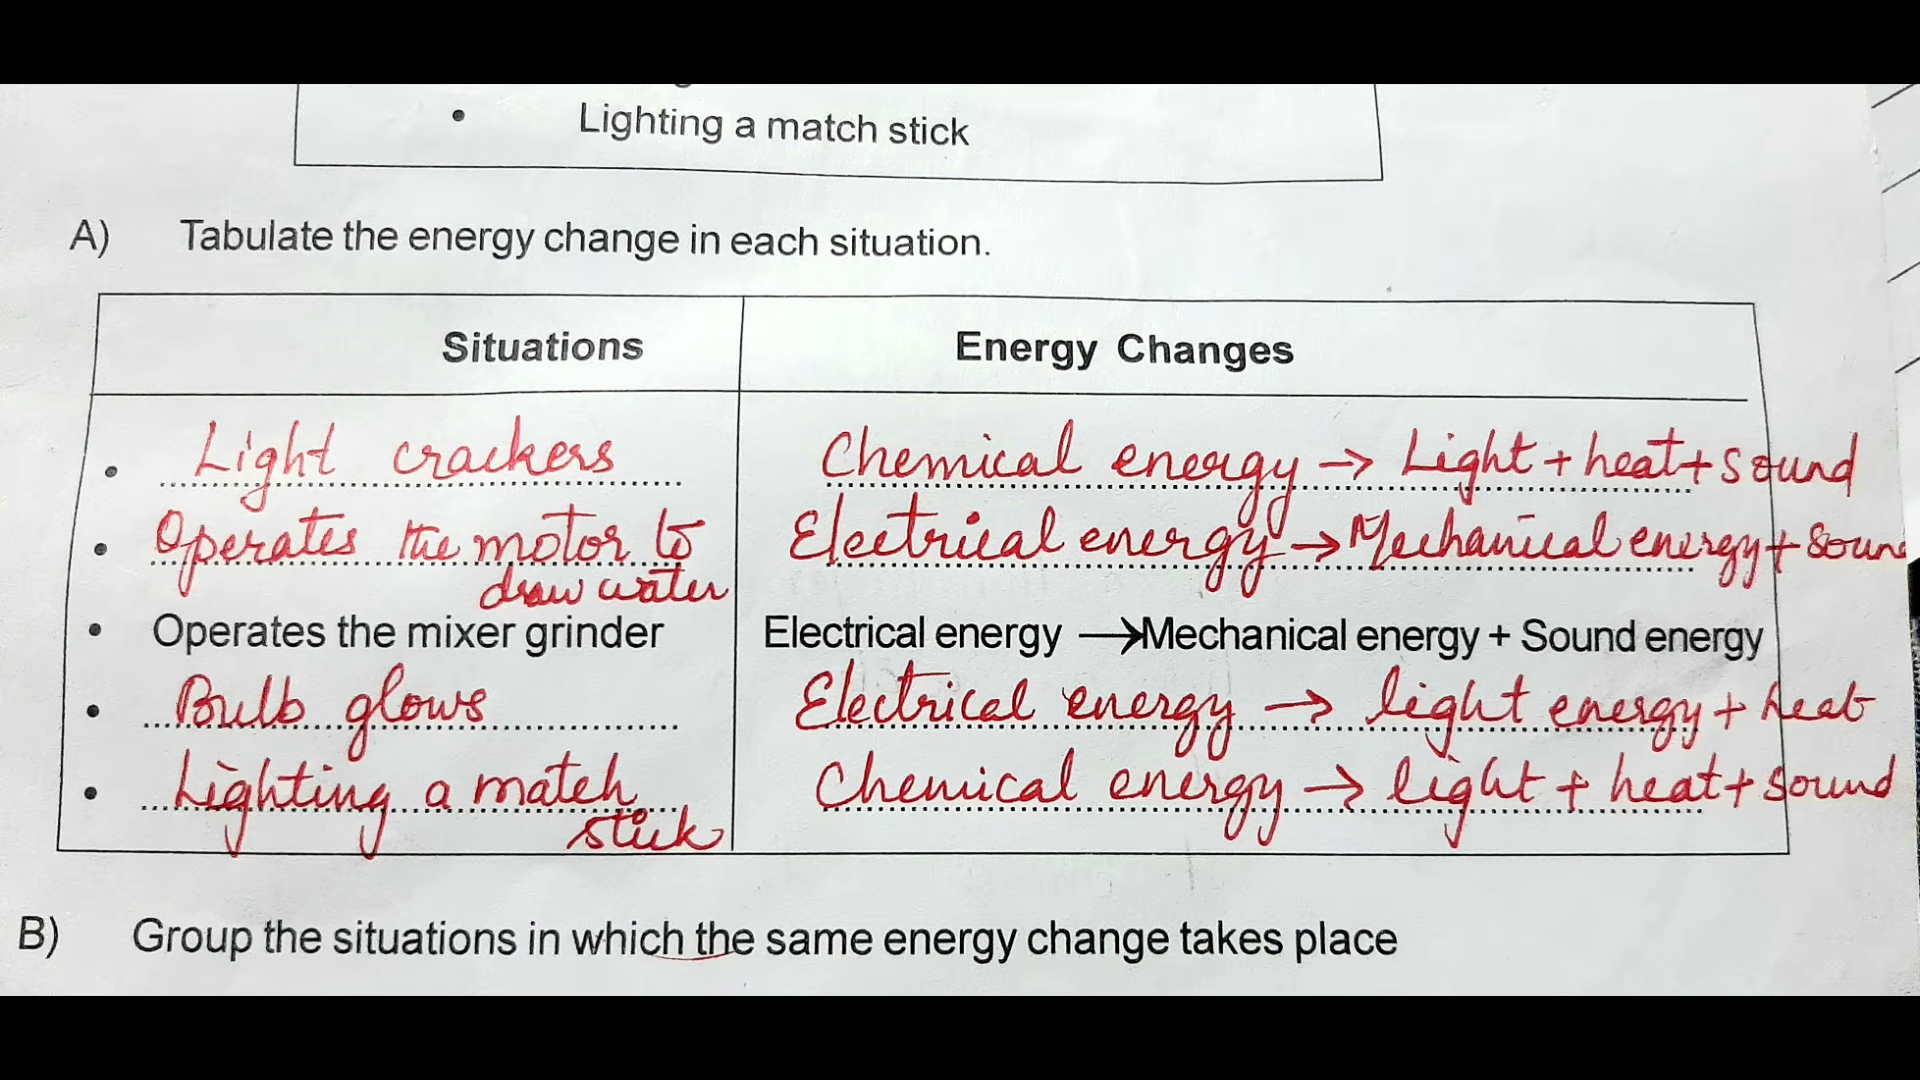 • Lighting a match stick
A) Tabulate the energy change in each situation.
Situations Energy Changes
• Light crackers Chemical energy → Light + heat + sound
• Operates the motor to Electrical energy → Mechanical energy + Soun
draw water
• Operates the mixer grinder Electrical energy → Mechanical energy + Sound energy
• Bulb glows Electrical energy → light energy + heat
• Lighting a match Chemical energy → light + heat + sound
stick
B) Group the situations in which the same energy change takes place